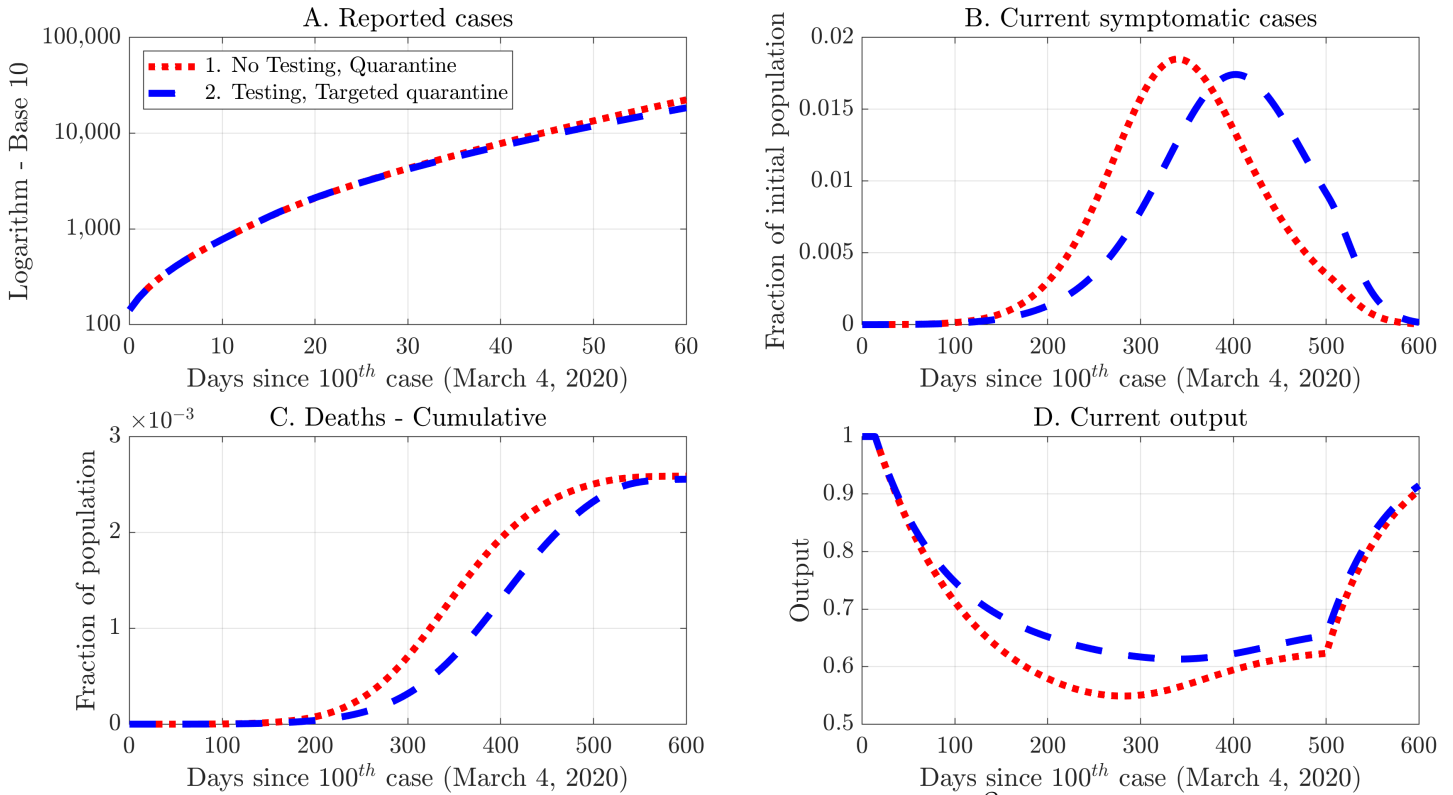 A. Reported cases
100,000
10,000
1,000
100
Logarithm - Base 10
1. No Testing, Quarantine
2. Testing, Targeted quarantine
0 10 20 30 40 50 60
Days since 100th case (March 4, 2020)
B. Current symptomatic cases
0.02
0.015
0.01
0.005
0
Fraction of initial population
0 100 200 300 400 500 600
Days since 100th case (March 4, 2020)
C. Deaths - Cumulative
×10−3
3
2
1
0
Fraction of population
0 100 200 300 400 500 600
Days since 100th case (March 4, 2020)
D. Current output
1
0.9
0.8
0.7
0.6
0.5
Output
0 100 200 300 400 500 600
Days since 100th case (March 4, 2020)